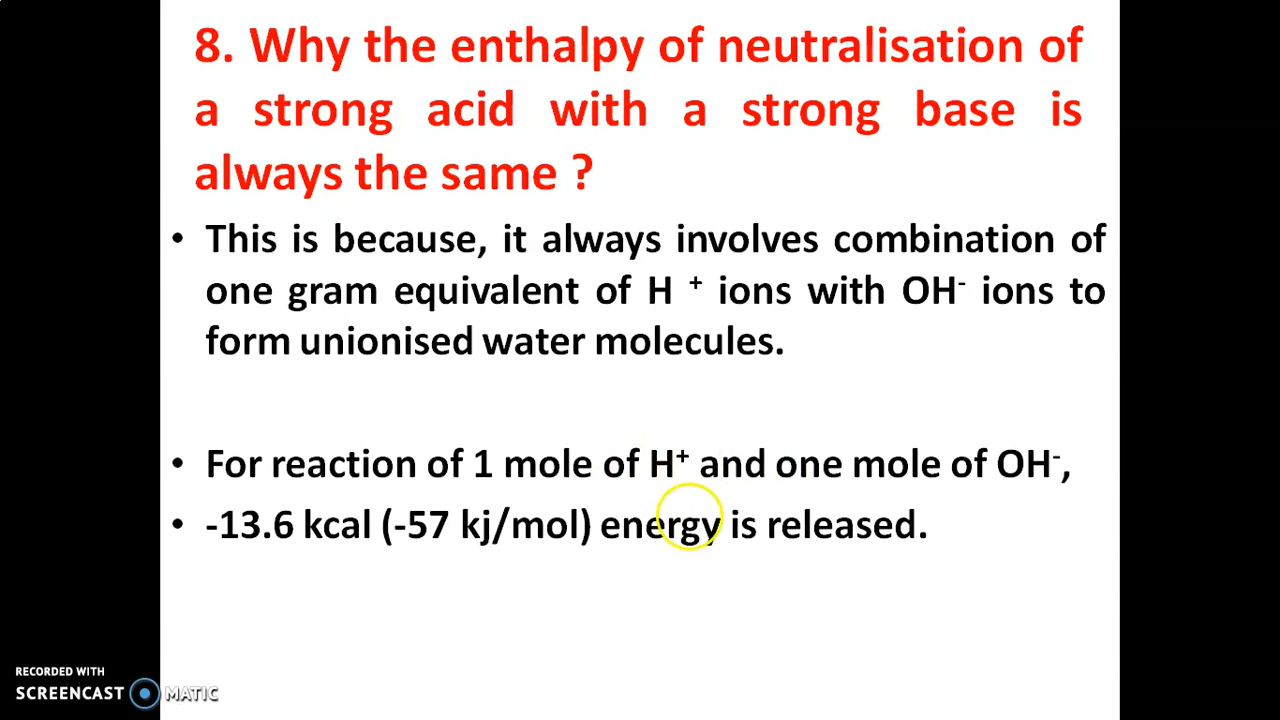 8. Why the enthalpy of neutralisation of
a strong acid with a strong base is
always the same ?
• This is because, it always involves combination of
one gram equivalent of H ⁺ ions with OH⁻ ions to
form unionised water molecules.
• For reaction of 1 mole of H⁺ and one mole of OH⁻,
• -13.6 kcal (-57 kj/mol) energy is released.
RECORDED WITH
SCREENCAST MATIC